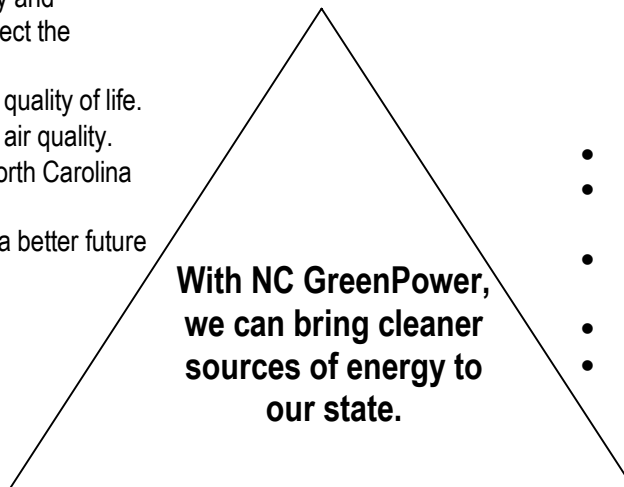 y and
ect the
quality of life.
air quality.
orth Carolina
a better future
With NC GreenPower,
we can bring cleaner
sources of energy to
our state.